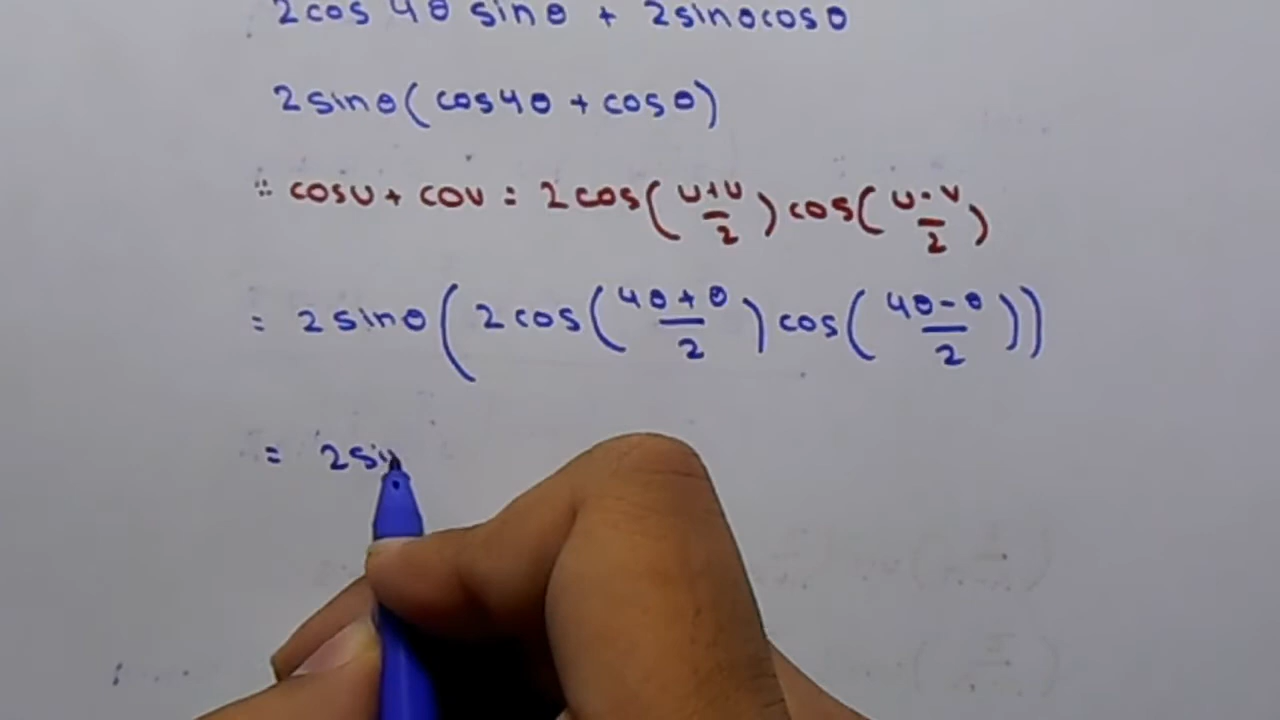 2cos 4θ sinθ + 2sinθcosθ
2sinθ(cos4θ + cosθ)
∵ cosu + cov = 2cos((u+v)/2)cos((u-v)/2)
= 2sinθ(2cos((4θ+θ)/2)cos((4θ-θ)/2))
= 2sin